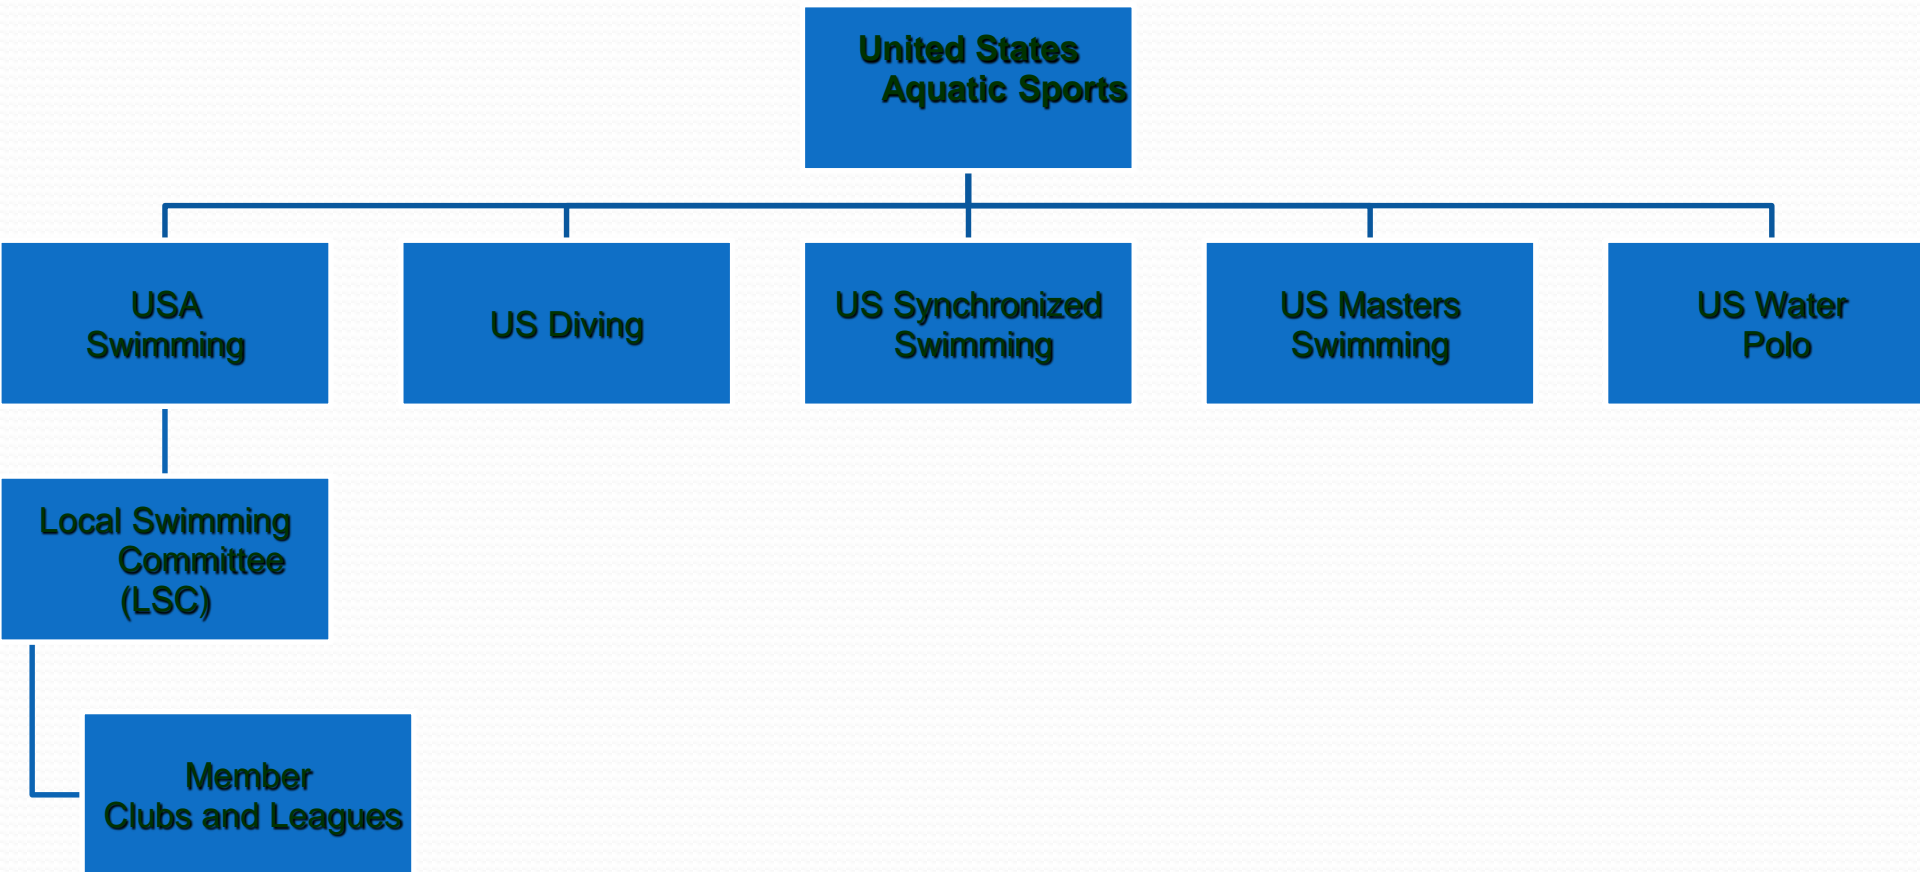 United States
Aquatic Sports
USA
Swimming
US Diving
US Synchronized
Swimming
US Masters
Swimming
US Water
Polo
Local Swimming
Committee
(LSC)
Member
Clubs and Leagues